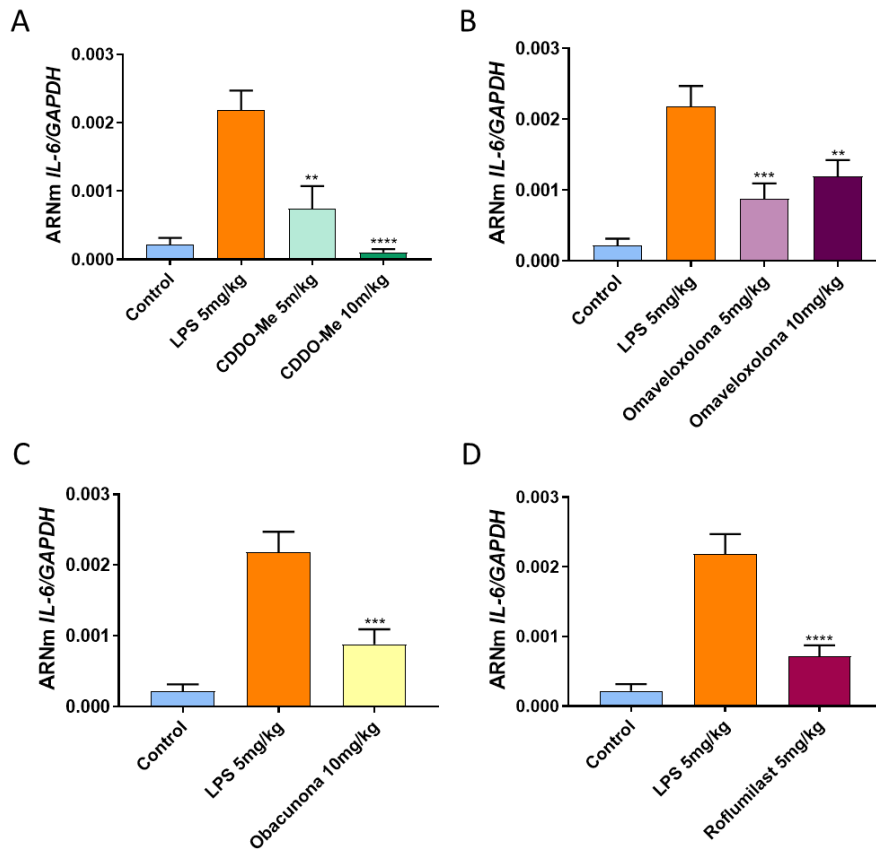 A
ARNm IL-6/GAPDH
0.003
0.002
0.001
0.000
**
****
Control
LPS 5mg/kg
CDDO-Me 5m/kg
CDDO-Me 10m/kg
B
ARNm IL-6/GAPDH
0.003
0.002
0.001
0.000
***
**
Control
LPS 5mg/kg
Omaveloxolona 5mg/kg
Omaveloxolona 10mg/kg
C
ARNm IL-6/GAPDH
0.003
0.002
0.001
0.000
***
Control
LPS 5mg/kg
Obacunona 10mg/kg
D
ARNm IL-6/GAPDH
0.003
0.002
0.001
0.000
****
Control
LPS 5mg/kg
Roflumilast 5mg/kg